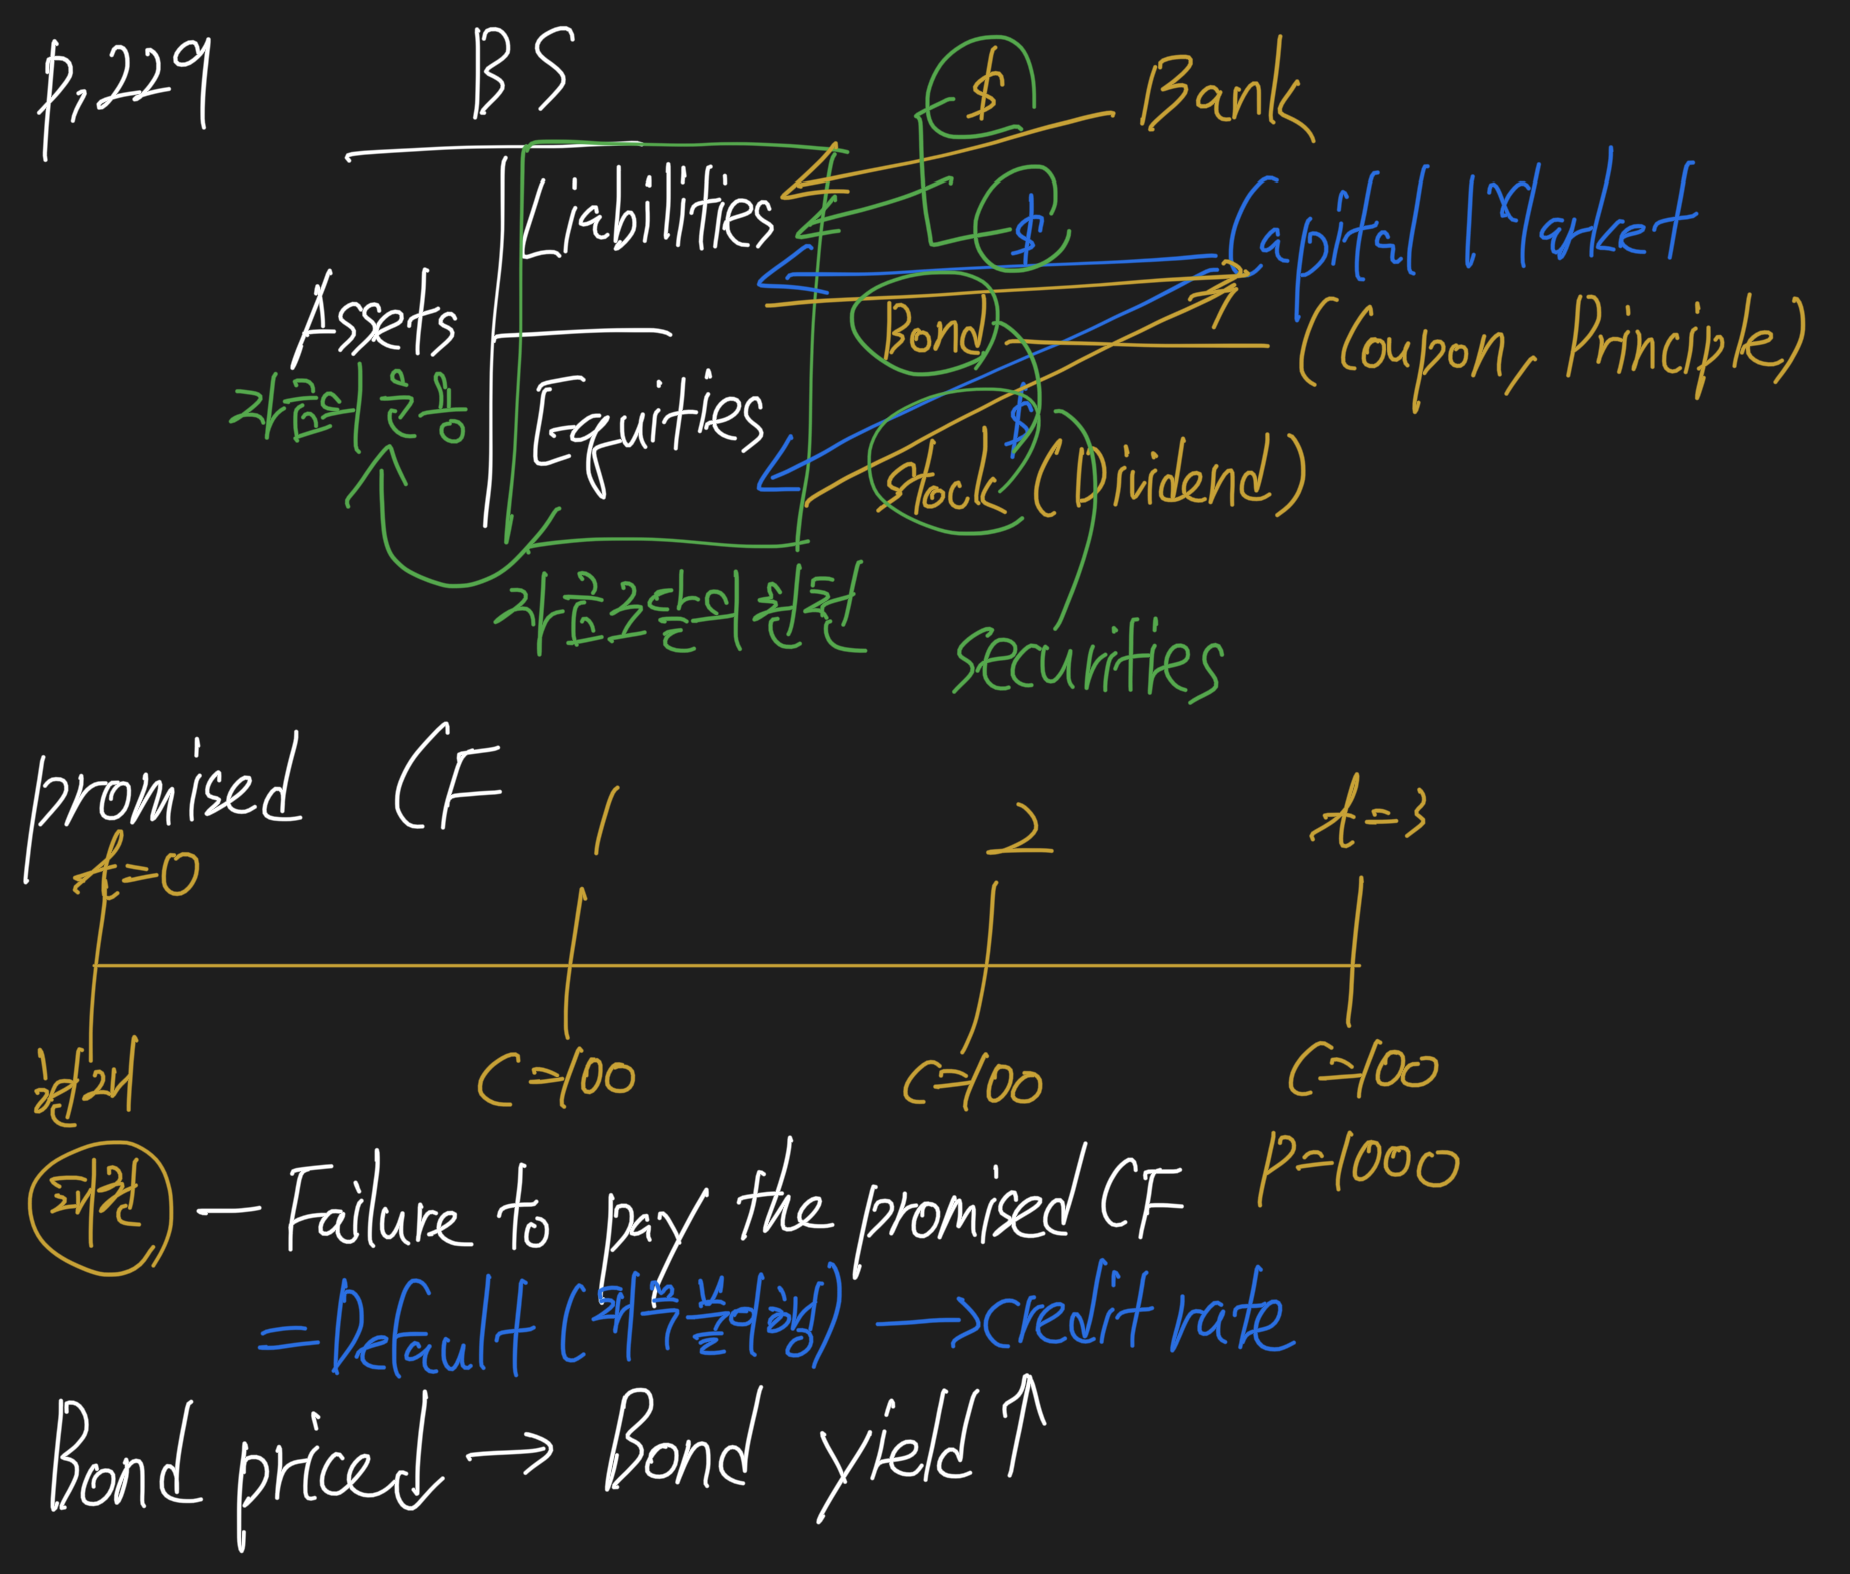 p.229
BS
$
Bank
Liabilities
$
Capital Market
Assets
Bond
(Coupon, Principle)
자금의 운용
Equities
$
Stock (Dividend)
자금조달의 원천
securities
promised CF
t=0
1
2
t=3
현재
C=100
C=100
C=100
P=1000
채권 — Failure to pay the promised CF
= Default (채무불이행) → credit rate
Bond price↓ → Bond yield↑